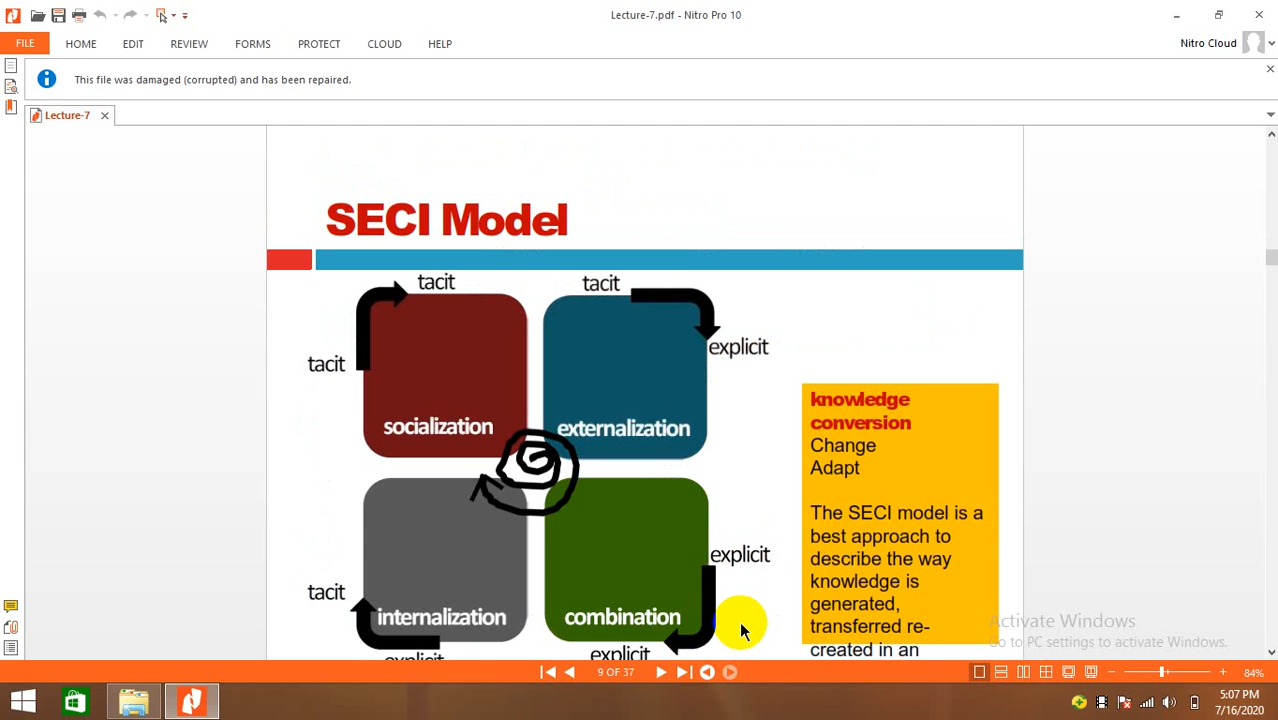 Lecture-7.pdf - Nitro Pro 10
FILE HOME EDIT REVIEW FORMS PROTECT CLOUD HELP
Nitro Cloud
This file was damaged (corrupted) and has been repaired.
Lecture-7
SECI Model
tacit
tacit
socialization
tacit
explicit
externalization
tacit
internalization
explicit
explicit
combination
explicit
knowledge
conversion
Change
Adapt
The SECI model is a
best approach to
describe the way
knowledge is
generated,
transferred re-
created in an
Activate Windows
Go to PC settings to activate Windows.
9 OF 37
84%
5:07 PM
7/16/2020